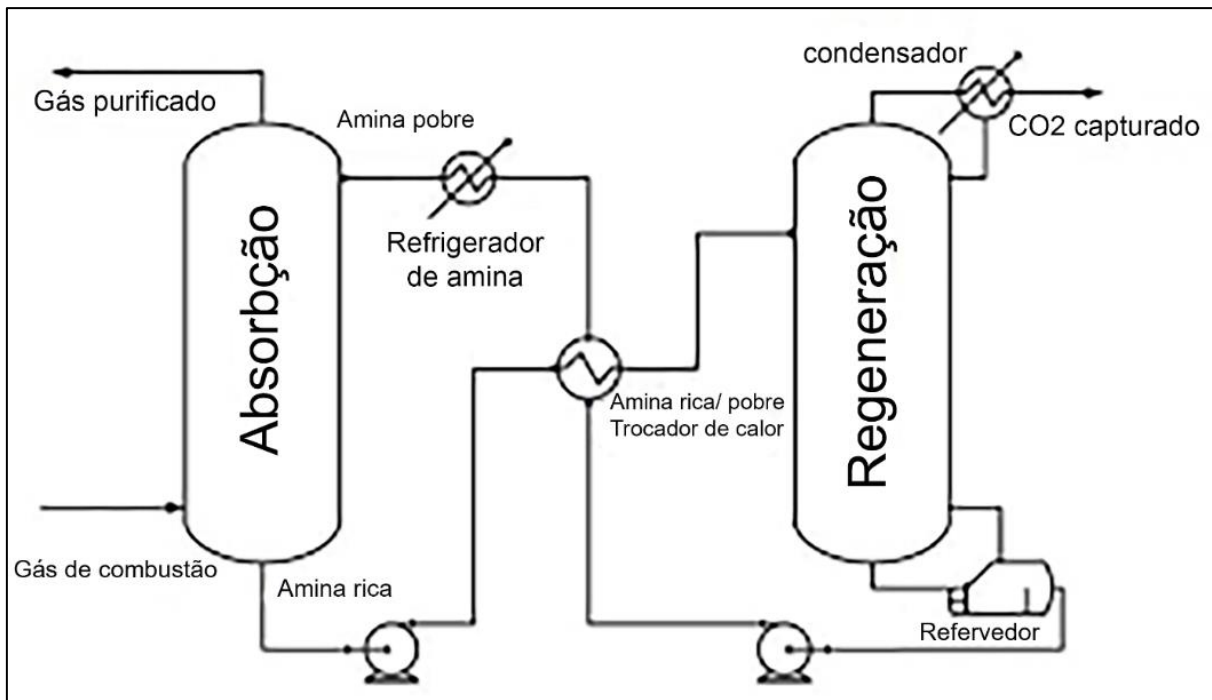 condensador
Gás purificado
Amina pobre
CO2 capturado
Absorbção
Regeneração
Refrigerador
de amina
Amina rica/ pobre
Trocador de calor
Gás de combustão
Amina rica
Refervedor